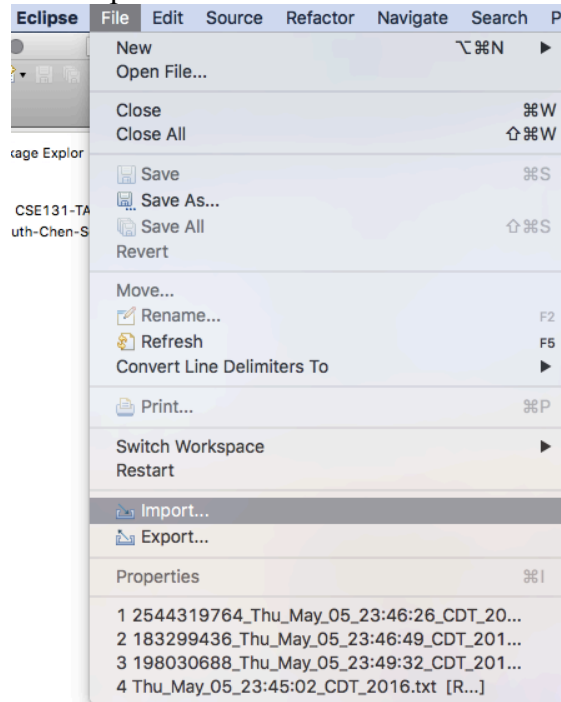 Eclipse File Edit Source Refactor Navigate Search P
New ⌥⌘N ▶
Open File...
Close ⌘W
Close All ⇧⌘W
kage Explor
Save ⌘S
CSE131-TA
Save As...
uth-Chen-S
Save All ⇧⌘S
Revert
Move...
Rename... F2
Refresh F5
Convert Line Delimiters To ▶
Print... ⌘P
Switch Workspace ▶
Restart
Import...
Export...
Properties ⌘I
1 2544319764_Thu_May_05_23:46:26_CDT_20...
2 183299436_Thu_May_05_23:46:49_CDT_201...
3 198030688_Thu_May_05_23:49:32_CDT_201...
4 Thu_May_05_23:45:02_CDT_2016.txt [R...]